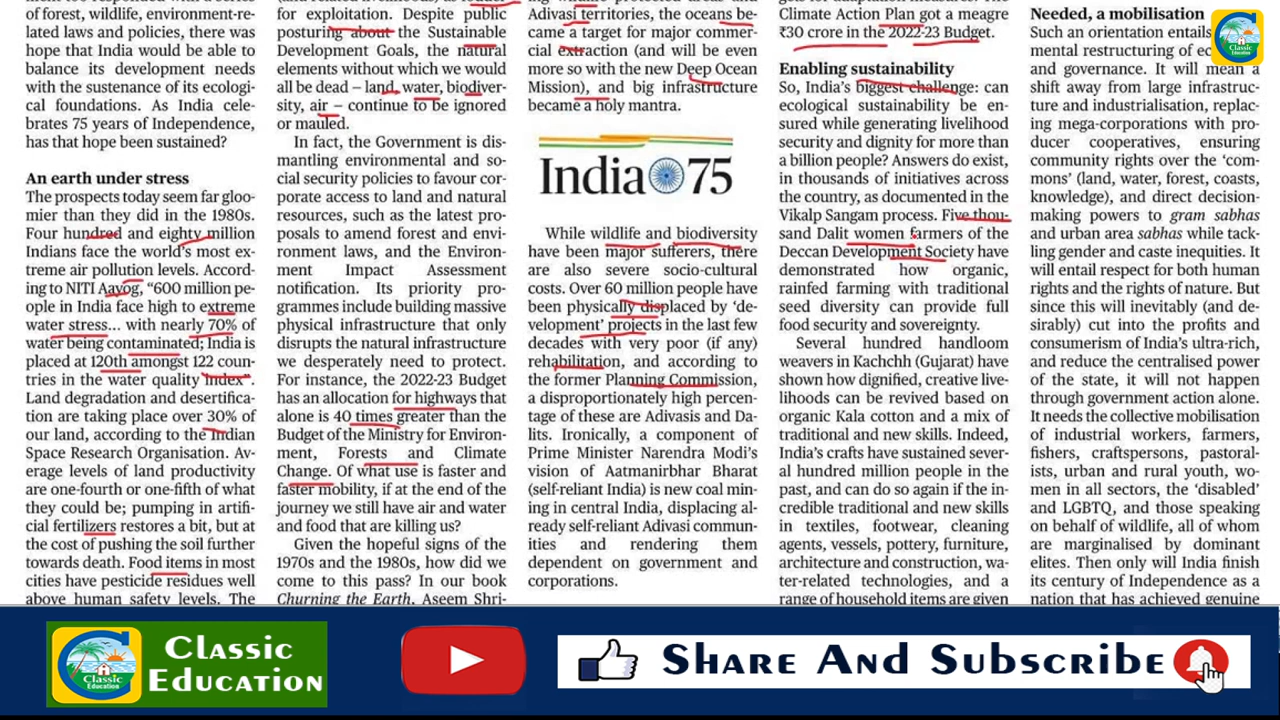 of forest, wildlife, environment-re-
lated laws and policies, there was
hope that India would be able to
balance its development needs
with the sustenance of its ecologi-
cal foundations. As India cele-
brates 75 years of Independence,
has that hope been sustained?
An earth under stress
The prospects today seem far gloo-
mier than they did in the 1980s.
Four hundred and eighty million
Indians face the world's most ex-
treme air pollution levels. Accord-
ing to NITI Aayog, “600 million peo-
ple in India face high to extreme
water stress... with nearly 70% of
water being contaminated; India is
placed at 120th amongst 122 coun-
tries in the water quality index”.
Land degradation and desertifica-
tion are taking place over 30% of
our land, according to the Indian
Space Research Organisation. Av-
erage levels of land productivity
are one-fourth or one-fifth of what
they could be; pumping in artifi-
cial fertilizers restores a bit, but at
the cost of pushing the soil further
towards death. Food items in most
cities have pesticide residues well
above human safety levels. The
for exploitation. Despite public
posturing about the Sustainable
Development Goals, the natural
elements without which we would
all be dead – land, water, biodiver-
sity, air – continue to be ignored
or mauled.
In fact, the Government is dis-
mantling environmental and so-
cial security policies to favour cor-
porate access to land and natural
resources, such as the latest pro-
posals to amend forest and envi-
ronment laws, and the Environ-
ment Impact Assessment
notification. Its priority pro-
grammes include building massive
physical infrastructure that only
disrupts the natural infrastructure
we desperately need to protect.
For instance, the 2022-23 Budget
has an allocation for highways that
alone is 40 times greater than the
Budget of the Ministry for Environ-
ment, Forests and Climate
Change. Of what use is faster and
faster mobility, if at the end of the
journey we still have air and water
and food that are killing us?
Given the hopeful signs of the
1970s and the 1980s, how did we
come to this pass? In our book
Churning the Earth, Aseem Shri-
Adivasi territories, the oceans be-
came a target for major commer-
cial extraction (and will be even
more so with the new Deep Ocean
Mission), and big infrastructure
became a holy mantra.
India 75
While wildlife and biodiversity
have been major sufferers, there
are also severe socio-cultural
costs. Over 60 million people have
been physically displaced by ‘de-
velopment’ projects in the last few
decades with very poor (if any)
rehabilitation, and according to
the former Planning Commission,
a disproportionately high percen-
tage of these are Adivasis and Da-
lits. Ironically, a component of
Prime Minister Narendra Modi’s
vision of Aatmanirbhar Bharat
(self-reliant India) is new coal min-
ing in central India, displacing al-
ready self-reliant Adivasi commun-
ities and rendering them
dependent on government and
corporations.
Climate Action Plan got a meagre
₹30 crore in the 2022-23 Budget.
Enabling sustainability
So, India’s biggest challenge: can
ecological sustainability be en-
sured while generating livelihood
security and dignity for more than
a billion people? Answers do exist,
in thousands of initiatives across
the country, as documented in the
Vikalp Sangam process. Five thou-
sand Dalit women farmers of the
Deccan Development Society have
demonstrated how organic,
rainfed farming with traditional
seed diversity can provide full
food security and sovereignty.
Several hundred handloom
weavers in Kachchh (Gujarat) have
shown how dignified, creative live-
lihoods can be revived based on
organic Kala cotton and a mix of
traditional and new skills. Indeed,
India’s crafts have sustained sever-
al hundred million people in the
past, and can do so again if the in-
credible traditional and new skills
in textiles, footwear, cleaning
agents, vessels, pottery, furniture,
architecture and construction, wa-
ter-related technologies, and a
range of household items are given
Needed, a mobilisation
Such an orientation entails
mental restructuring of
and governance. It will mean a
shift away from large infrastruc-
ture and industrialisation, replac-
ing mega-corporations with pro-
ducer cooperatives, ensuring
community rights over the ‘com-
mons’ (land, water, forest, coasts,
knowledge), and direct decision-
making powers to gram sabhas
and urban area sabhas while tack-
ling gender and caste inequities. It
will entail respect for both human
rights and the rights of nature. But
since this will inevitably (and de-
sirably) cut into the profits and
consumerism of India’s ultra-rich,
and reduce the centralised power
of the state, it will not happen
through government action alone.
It needs the collective mobilisation
of industrial workers, farmers,
fishers, craftspersons, pastoral-
ists, urban and rural youth, wo-
men in all sectors, the ‘disabled’
and LGBTQ, and those speaking
on behalf of wildlife, all of whom
are marginalised by dominant
elites. Then only will India finish
its century of Independence as a
nation that has achieved genuine
Classic
Education
Classic
Education
Classic
Education
Share And Subscribe